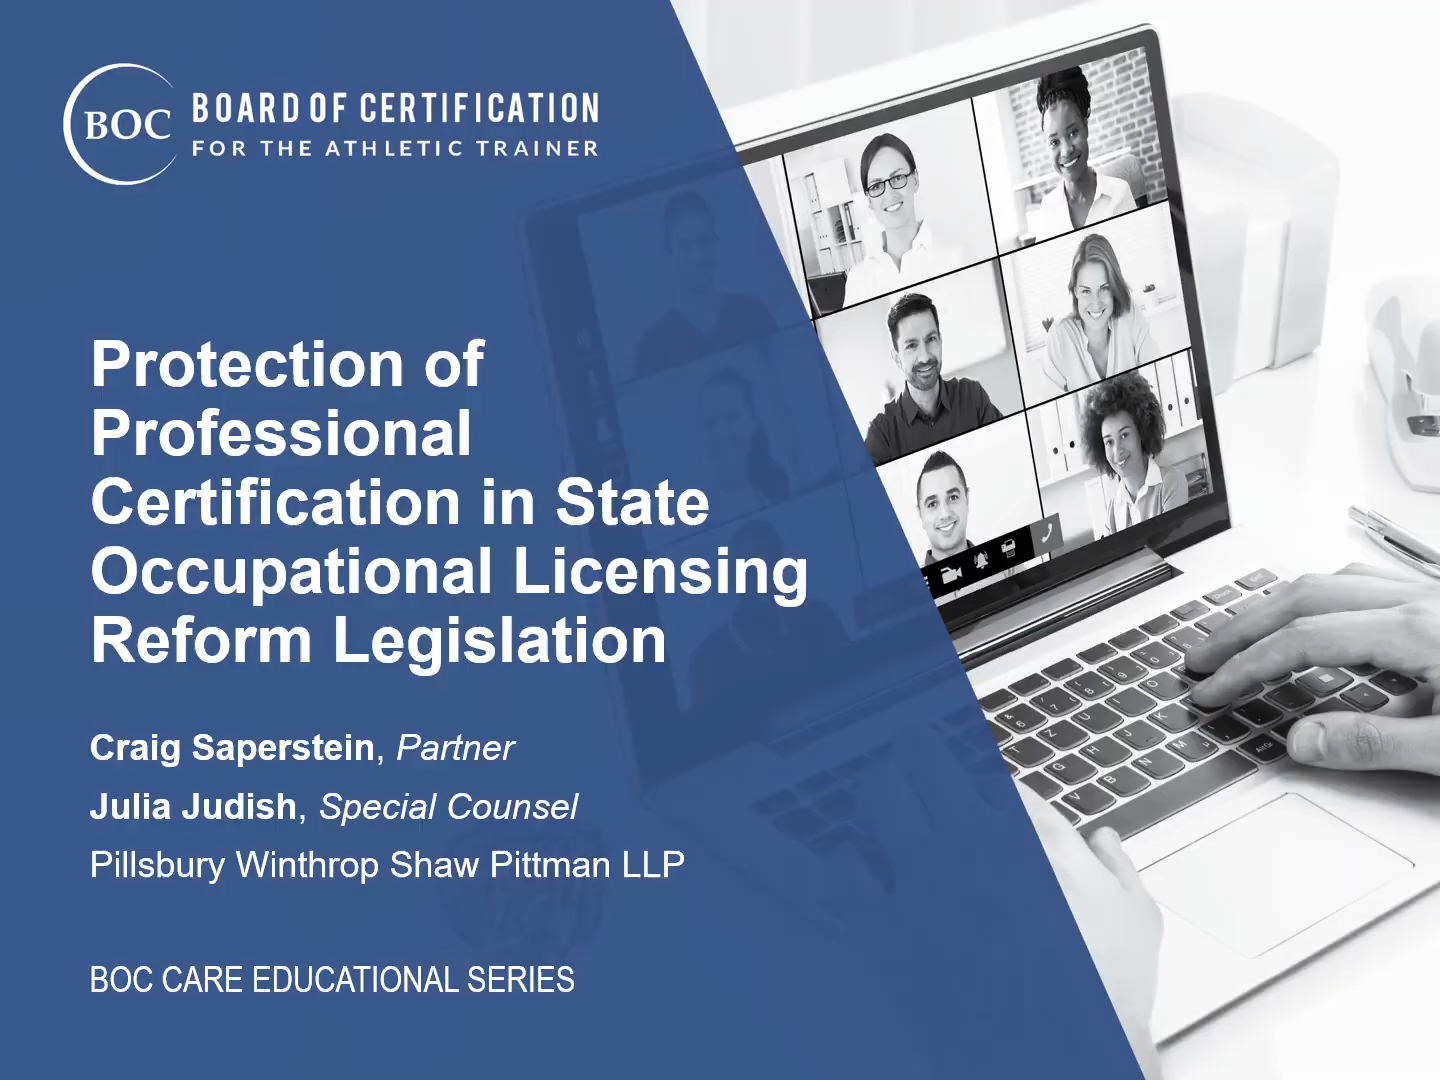 BOC
BOARD OF CERTIFICATION
FOR THE ATHLETIC TRAINER
Protection of
Professional
Certification in State
Occupational Licensing
Reform Legislation
Craig Saperstein, Partner
Julia Judish, Special Counsel
Pillsbury Winthrop Shaw Pittman LLP
BOC CARE EDUCATIONAL SERIES